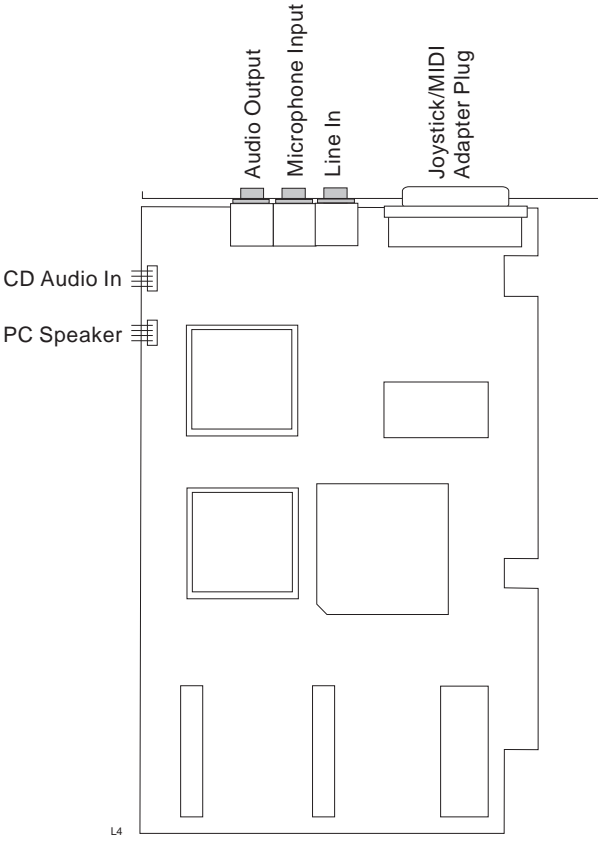 Audio Output
Microphone Input
Line In
Joystick/MIDI
Adapter Plug
CD Audio In
PC Speaker
L4